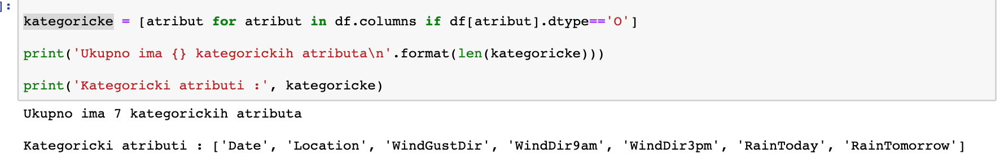 ]:
kategoricke = [atribut for atribut in df.columns if df[atribut].dtype=='O']
print('Ukupno ima {} kategorickih atributa\n'.format(len(kategoricke)))
print('Kategoricki atributi :', kategoricke)
Ukupno ima 7 kategorickih atributa
Kategoricki atributi : ['Date', 'Location', 'WindGustDir', 'WindDir9am', 'WindDir3pm', 'RainToday', 'RainTomorrow']